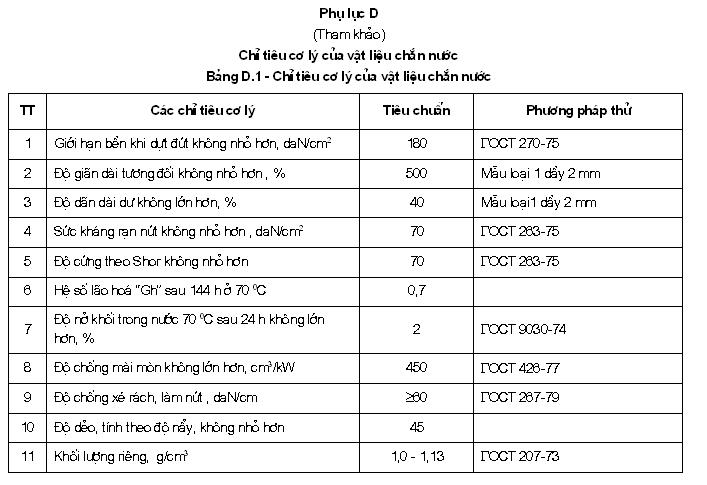 Phụ lục D
(Tham khảo)
Chỉ tiêu cơ lý của vật liệu chắn nước
Bảng D.1 - Chỉ tiêu cơ lý của vật liệu chắn nước
TT Các chỉ tiêu cơ lý Tiêu chuẩn Phương pháp thử
1 Giới hạn bền khi dựt đứt không nhỏ hơn, daN/cm² 180 ГOCT 270-75
2 Độ giãn dài tương đối không nhỏ hơn , % 500 Mẫu loại 1 dầy 2 mm
3 Độ dãn dài dư không lớn hơn, % 40 Mẫu loại1 dầy 2 mm
4 Sức kháng rạn nứt không nhỏ hơn , daN/cm² 70 ГOCT 263-75
5 Độ cứng theo Shor không nhỏ hơn 70 ГOCT 263-75
6 Hệ số lão hoá "Gh" sau 144 h ở 70 ⁰C 0,7
7 Độ nở khối trong nước 70 ⁰C sau 24 h không lớn
hơn, % 2 ГOCT 9030-74
8 Độ chống mài mòn không lớn hơn, cm³/kW 450 ГOCT 426-77
9 Độ chống xé rách, làm nứt , daN/cm ≥60 ГOCT 267-79
10 Độ dẻo, tính theo độ nẩy, không nhỏ hơn 45
11 Khối lượng riêng, g/cm³ 1,0 - 1,13 ГOCT 207-73